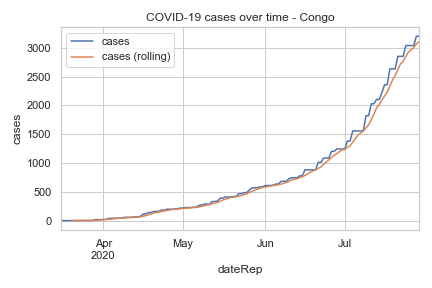 COVID-19 cases over time - Congo
cases
cases (rolling)
3000
2500
2000
1500
1000
500
0
cases
Apr
2020
May
Jun
Jul
dateRep